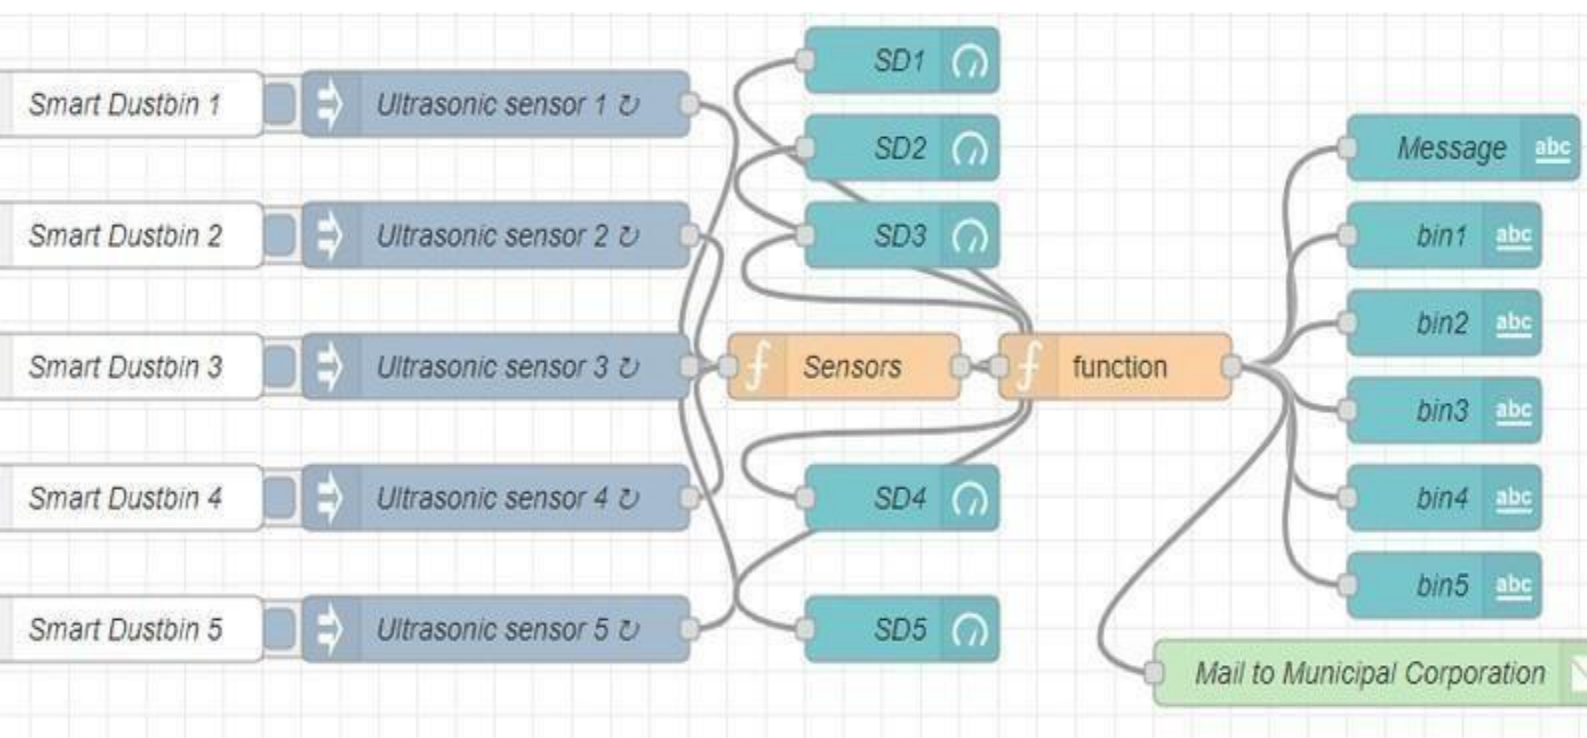 Smart Dustbin 1
Ultrasonic sensor 1 ↻
Smart Dustbin 2
Ultrasonic sensor 2 ↻
Smart Dustbin 3
Ultrasonic sensor 3 ↻
Smart Dustbin 4
Ultrasonic sensor 4 ↻
Smart Dustbin 5
Ultrasonic sensor 5 ↻
SD1
SD2
SD3
f Sensors
f function
SD4
SD5
Message abc
bin1 abc
bin2 abc
bin3 abc
bin4 abc
bin5 abc
Mail to Municipal Corporation